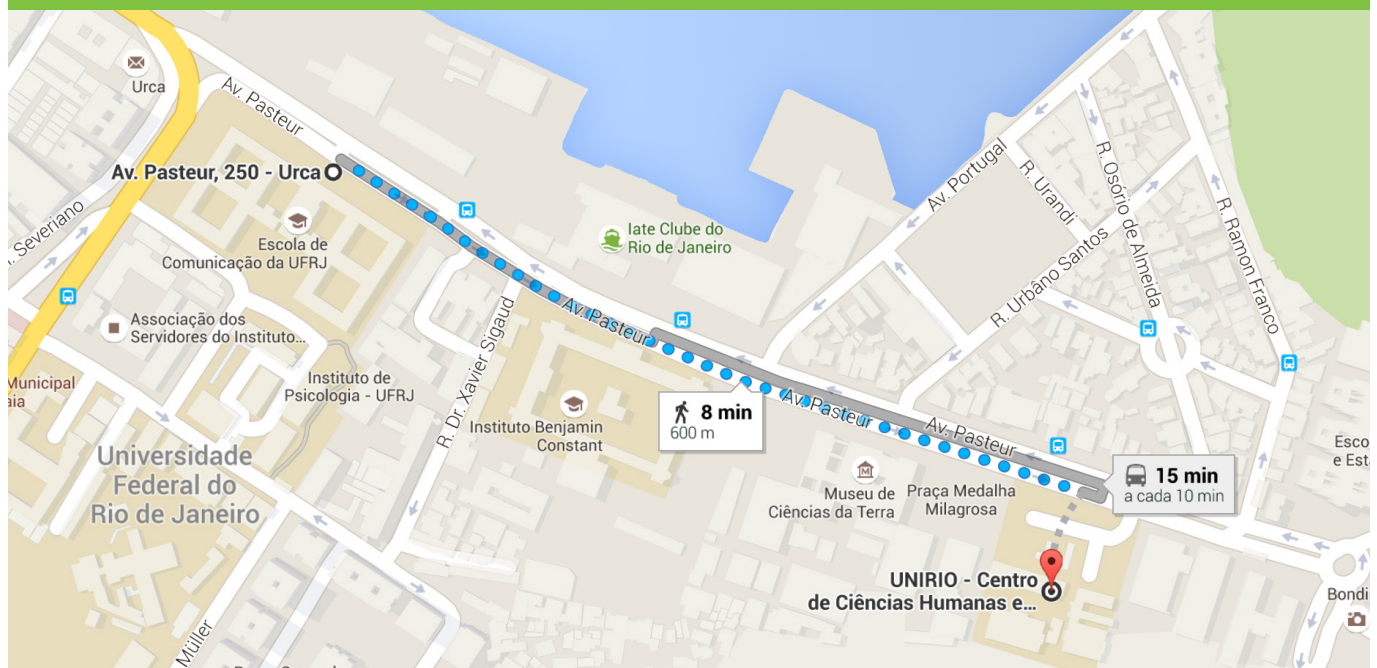 Urca
Av. Pasteur
Av. Pasteur, 250 - Urca
Severiano
Escola de
Comunicação da UFRJ
Iate Clube do
Rio de Janeiro
Av. Portugal
R. Urandi
R. Osório de Almeida
R. Ramon Franco
R. Urbâno Santos
Associação dos
Servidores do Instituto...
Av. Pasteur
Instituto de
Psicologia - UFRJ
R. Dr. Xavier Sigaud
Municipal
Instituto Benjamin
Constant
8 min
600 m
Av. Pasteur
Av. Pasteur
Universidade
Federal do
Rio de Janeiro
Museu de
Ciências da Terra
Praça Medalha
Milagrosa
15 min
a cada 10 min
UNIRIO - Centro
de Ciências Humanas e...
Bondi
Müller